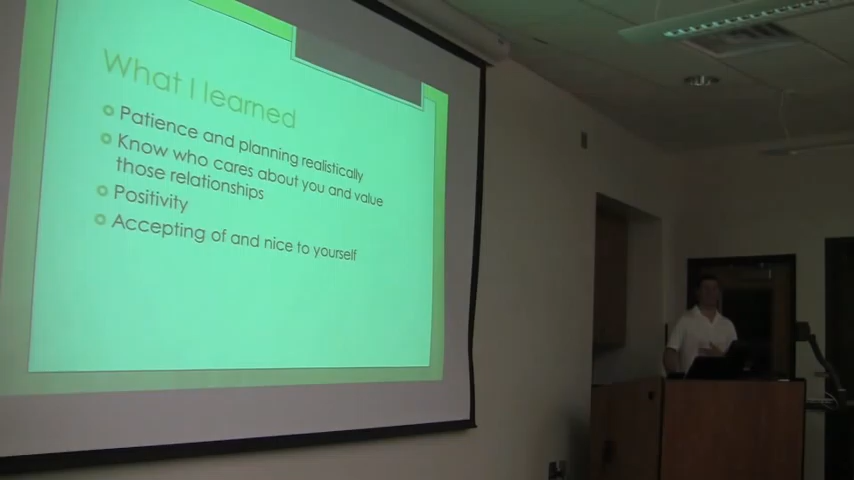 What I learned
Patience and planning realistically
Know who cares about you and value
those relationships
Positivity
Accepting of and nice to yourself